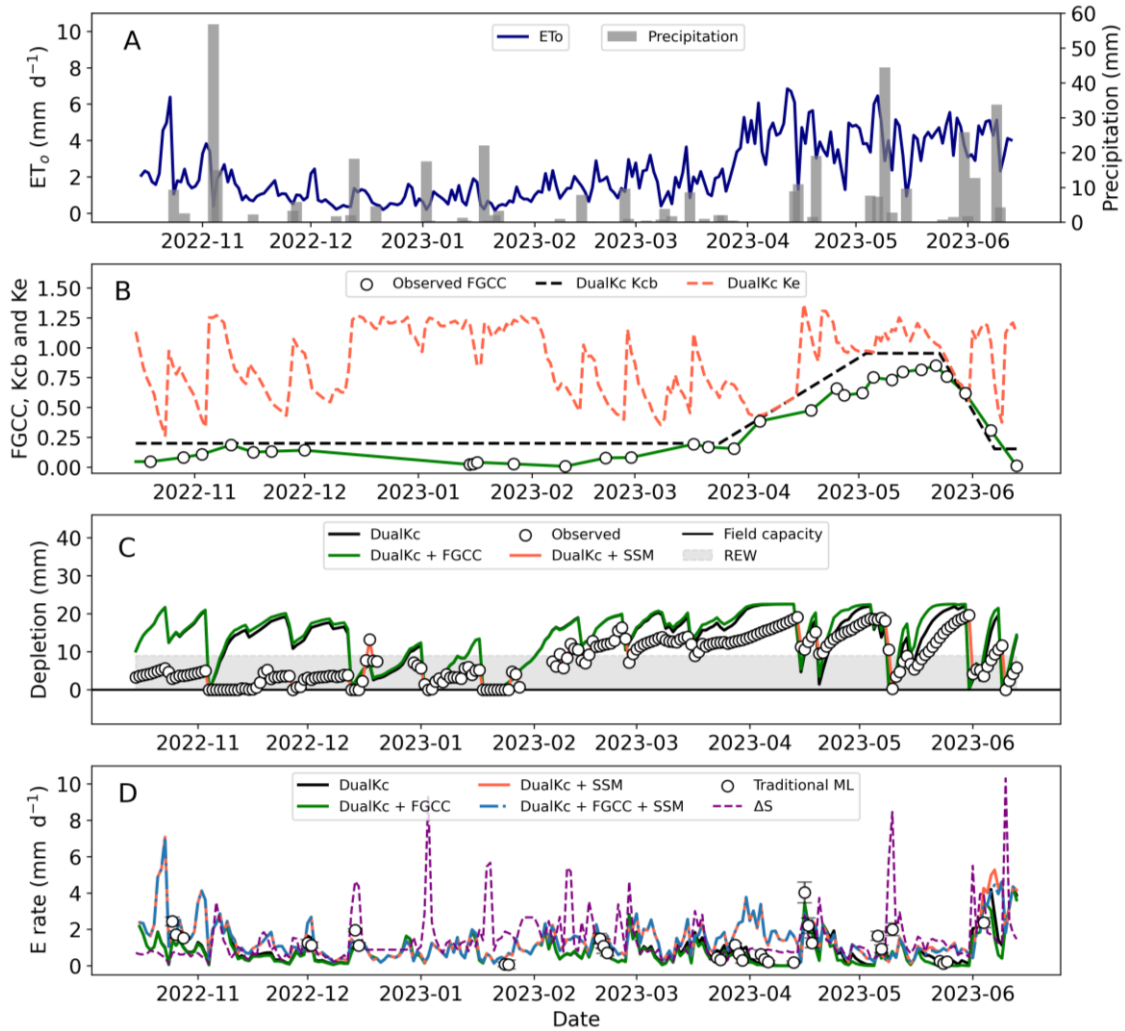 A
ETo
Precipitation
ET₀ (mm d⁻¹)
Precipitation (mm)
10
8
6
4
2
0
60
50
40
30
20
10
0
2022-11 2022-12 2023-01 2023-02 2023-03 2023-04 2023-05 2023-06
B
Observed FGCC
DualKc Kcb
DualKc Ke
FGCC, Kcb and Ke
1.50
1.25
1.00
0.75
0.50
0.25
0.00
2022-11 2022-12 2023-01 2023-02 2023-03 2023-04 2023-05 2023-06
C
DualKc
Observed
Field capacity
DualKc + FGCC
DualKc + SSM
REW
Depletion (mm)
40
30
20
10
0
2022-11 2022-12 2023-01 2023-02 2023-03 2023-04 2023-05 2023-06
D
DualKc
DualKc + SSM
Traditional ML
DualKc + FGCC
DualKc + FGCC + SSM
ΔS
E rate (mm d⁻¹)
10
8
6
4
2
0
2022-11 2022-12 2023-01 2023-02 2023-03 2023-04 2023-05 2023-06
Date